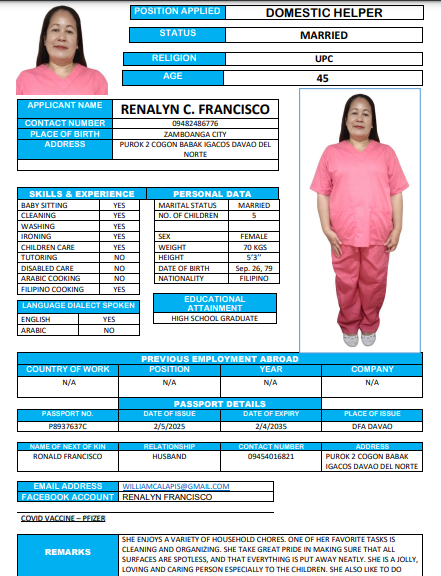 POSITION APPLIED DOMESTIC HELPER
STATUS MARRIED
RELIGION UPC
AGE 45
APPLICANT NAME RENALYN C. FRANCISCO
CONTACT NUMBER 09482486776
PLACE OF BIRTH ZAMBOANGA CITY
ADDRESS PUROK 2 COGON BABAK IGACOS DAVAO DEL
NORTE
SKILLS & EXPERIENCE
BABY SITTING YES
CLEANING YES
WASHING YES
IRONING YES
CHILDREN CARE YES
TUTORING NO
DISABLED CARE NO
ARABIC COOKING NO
FILIPINO COOKING YES
PERSONAL DATA
MARITAL STATUS MARRIED
NO. OF CHILDREN 5
SEX FEMALE
WEIGHT 70 KGS
HEIGHT 5'3''
DATE OF BIRTH Sep. 26, 79
NATIONALITY FILIPINO
LANGUAGE DIALECT SPOKEN
ENGLISH YES
ARABIC NO
EDUCATIONAL
ATTAINMENT
HIGH SCHOOL GRADUATE
PREVIOUS EMPLOYMENT ABROAD
COUNTRY OF WORK POSITION YEAR COMPANY
N/A N/A N/A N/A
PASSPORT DETAILS
PASSPORT NO. DATE OF ISSUE DATE OF EXPIRY PLACE OF ISSUE
P8937637C 2/5/2025 2/4/2035 DFA DAVAO
NAME OF NEXT OF KIN RELATIONSHIP CONTACT NUMBER ADDRESS
RONALD FRANCISCO HUSBAND 09454016821 PUROK 2 COGON BABAK
IGACOS DAVAO DEL NORTE
EMAIL ADDRESS WILLIAMCALAPIS@GMAIL.COM
FACEBOOK ACCOUNT RENALYN FRANCISCO
COVID VACCINE – PFIZER
REMARKS
SHE ENJOYS A VARIETY OF HOUSEHOLD CHORES. ONE OF HER FAVORITE TASKS IS
CLEANING AND ORGANIZING. SHE TAKE GREAT PRIDE IN MAKING SURE THAT ALL
SURFACES ARE SPOTLESS, AND THAT EVERYTHING IS PUT AWAY NEATLY. SHE IS A JOLLY,
LOVING AND CARING PERSON ESPECIALLY TO THE CHILDREN. SHE ALSO LIKE TO DO